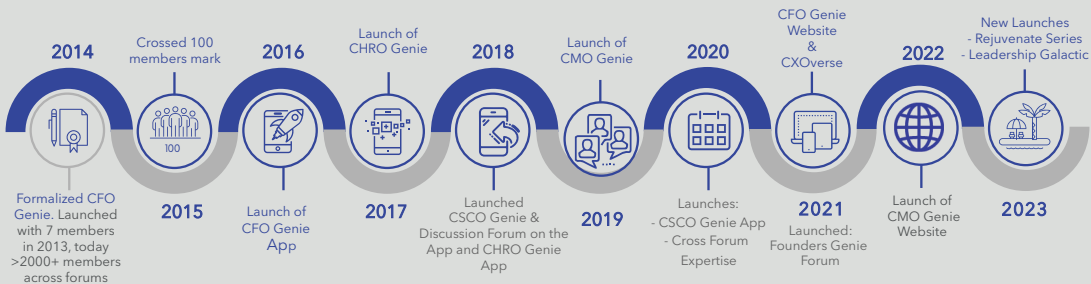 2014
Formalized CFO
Genie. Launched
with 7 members
in 2013, today
>2000+ members
across forums
Crossed 100
members mark
100
2015
2016
Launch of
CFO Genie
App
Launch of
CHRO Genie
2017
2018
Launched
CSCO Genie &
Discussion Forum on the
App and CHRO Genie
App
Launch of
CMO Genie
2019
2020
Launches:
- CSCO Genie App
- Cross Forum
Expertise
CFO Genie
Website
&
CXOverse
2021
Launched:
Founders Genie
Forum
2022
Launch of
CMO Genie
Website
New Launches
- Rejuvenate Series
- Leadership Galactic
2023